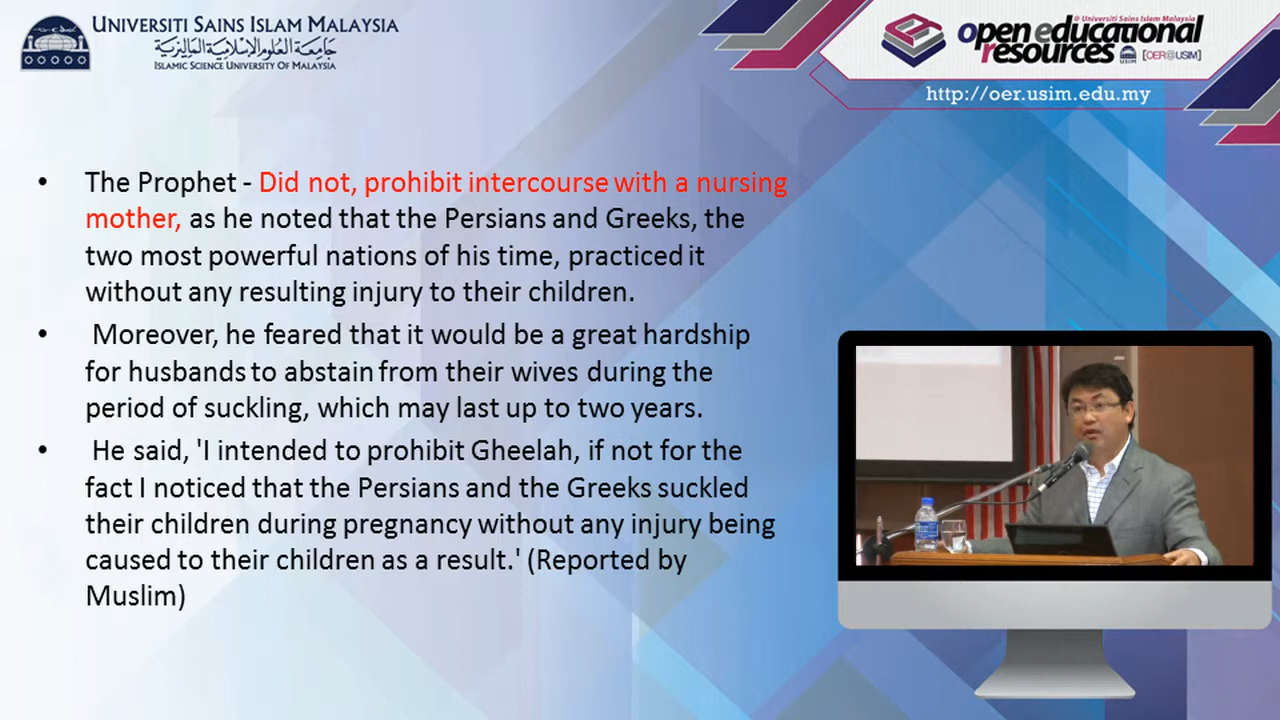 UNIVERSITI SAINS ISLAM MALAYSIA
جامعة العلوم الإسلامية الماليزية
ISLAMIC SCIENCE UNIVERSITY OF MALAYSIA
@ Universiti Sains Islam Malaysia
open educational
resources
USIM
[OER@USIM]
http://oer.usim.edu.my
• The Prophet - Did not, prohibit intercourse with a nursing
mother, as he noted that the Persians and Greeks, the
two most powerful nations of his time, practiced it
without any resulting injury to their children.
• Moreover, he feared that it would be a great hardship
for husbands to abstain from their wives during the
period of suckling, which may last up to two years.
• He said, 'I intended to prohibit Gheelah, if not for the
fact I noticed that the Persians and the Greeks suckled
their children during pregnancy without any injury being
caused to their children as a result.' (Reported by
Muslim)